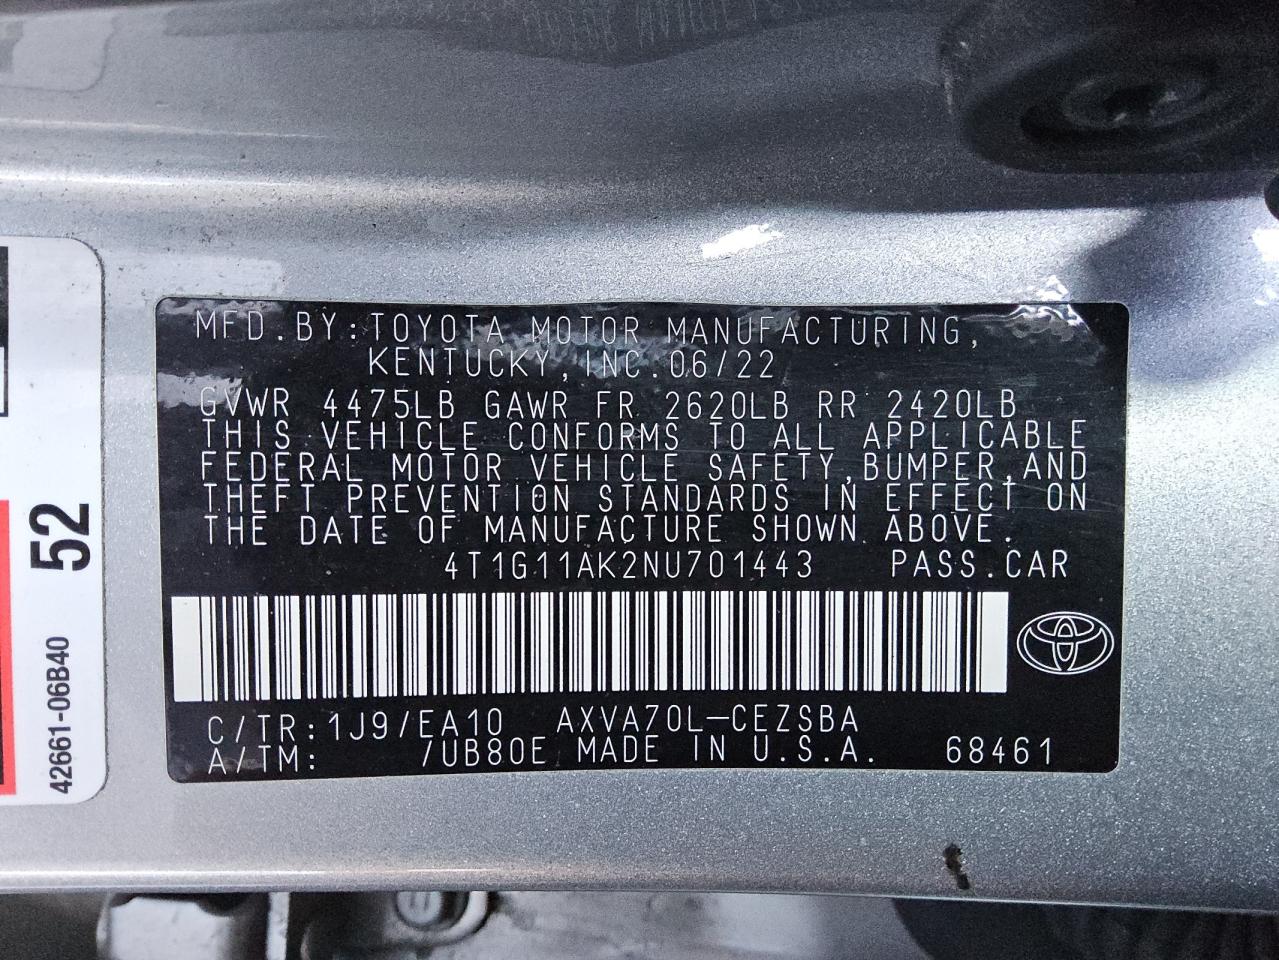 MFD.BY:TOYOTA MOTOR MANUFACTURING,
KENTUCKY,INC.06/22
GVWR 4475LB GAWR FR 2620LB RR 2420LB
THIS VEHICLE CONFORMS TO ALL APPLICABLE
FEDERAL MOTOR VEHICLE SAFETY,BUMPER,AND
THEFT PREVENTION STANDARDS IN EFFECT ON
THE DATE OF MANUFACTURE SHOWN ABOVE.
4T1G11AK2NU701443 PASS.CAR
C/TR:1J9/EA10 AXVA70L-CEZSBA
A/TM: /UB80E MADE IN U.S.A. 68461
52
42661-06B40